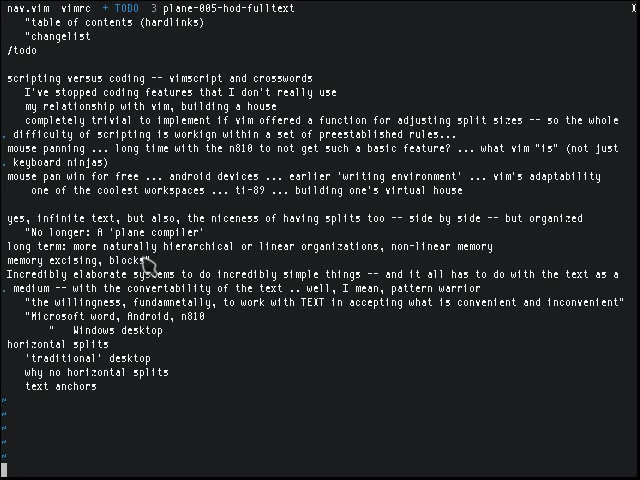 nav.vim  vimrc  + TODO  3 plane-005-hod-fulltext X
"table of contents (hardlinks)
"changelist
/todo
scripting versus coding -- vimscript and crosswords
I've stopped coding features that I don't really use
my relationship with vim, building a house
completely trivial to implement if vim offered a function for adjusting split sizes -- so the whole
. difficulty of scripting is workign within a set of preestablished rules...
mouse panning ... long time with the n810 to not get such a basic feature? ... what vim "is" (not just
. keyboard ninjas)
mouse pan win for free ... android devices ... earlier 'writing environment' ... vim's adaptability
one of the coolest workspaces ... ti-89 ... building one's virtual house
yes, infinite text, but also, the niceness of having splits too -- side by side -- but organized
"No longer: A 'plane compiler'
long term: more naturally hierarchical or linear organizations, non-linear memory
memory excising, blocks"
Incredibly elaborate systems to do incredibly simple things -- and it all has to do with the text as a
. medium -- with the convertability of the text .. well, I mean, pattern warrior
"the willingness, fundamnetally, to work with TEXT in accepting what is convenient and inconvenient"
"Microsoft word, Android, n810
"   Windows desktop
horizontal splits
'traditional' desktop
why no horizontal splits
text anchors
~
~
~
~
~